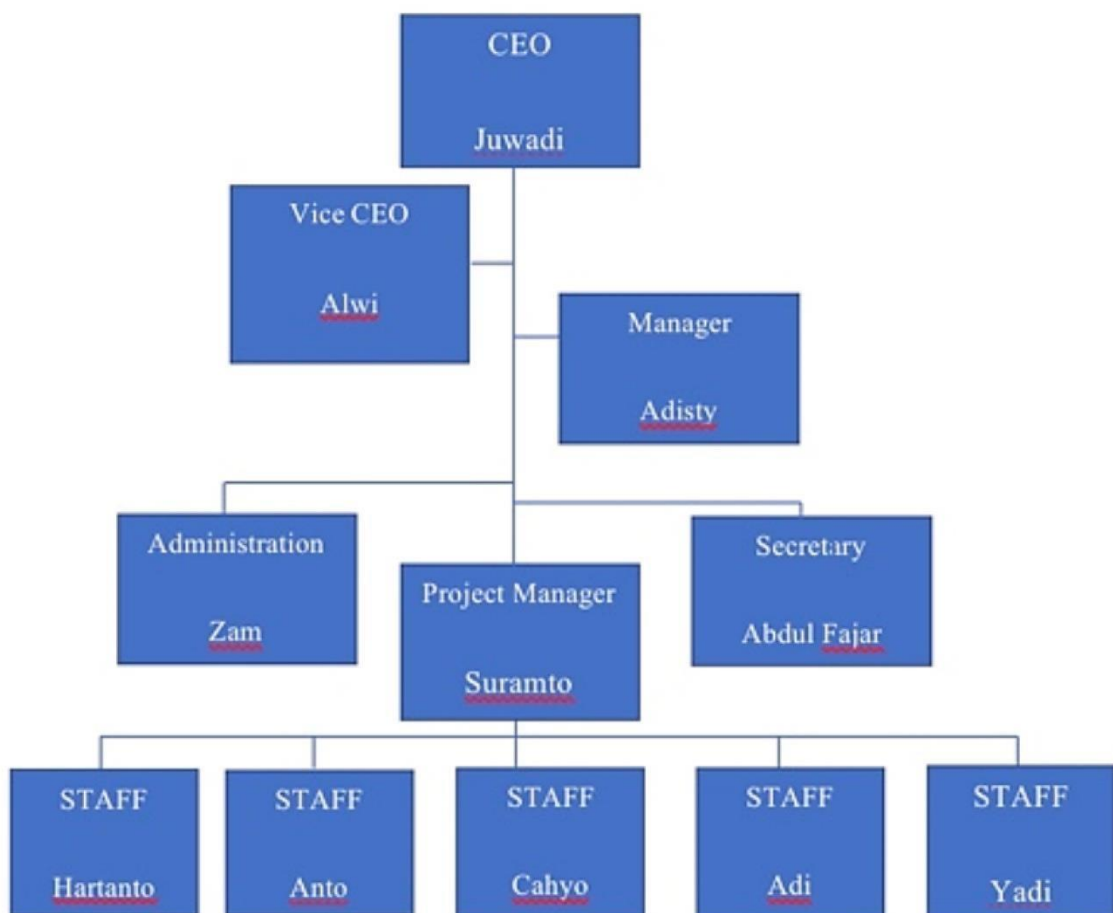 CEO
Juwadi
Vice CEO
Alwi
Manager
Adisty
Administration
Zam
Secretary
Abdul Fajar
Project Manager
Suramto
STAFF
Hartanto
STAFF
Anto
STAFF
Cahyo
STAFF
Adi
STAFF
Yadi